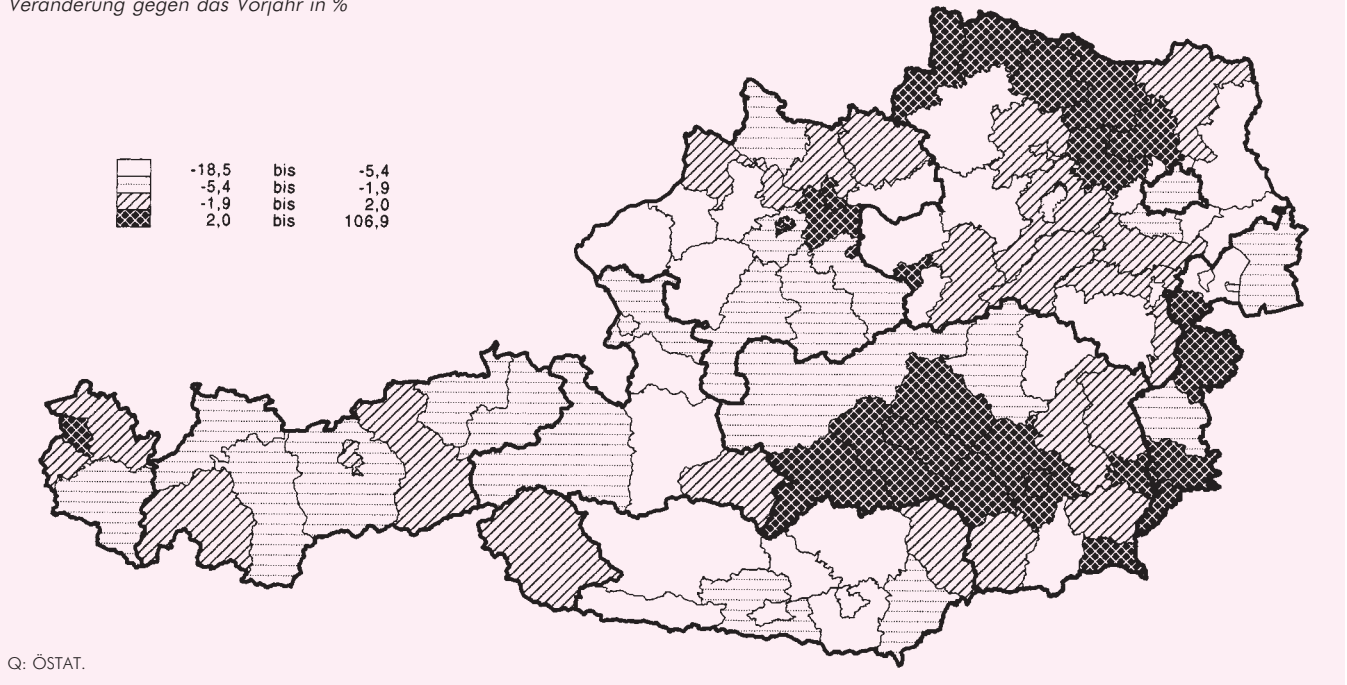 Veränderung gegen das Vorjahr in %
-18,5 bis -5,4
-5,4 bis -1,9
-1,9 bis 2,0
2,0 bis 106,9
Q: ÖSTAT.